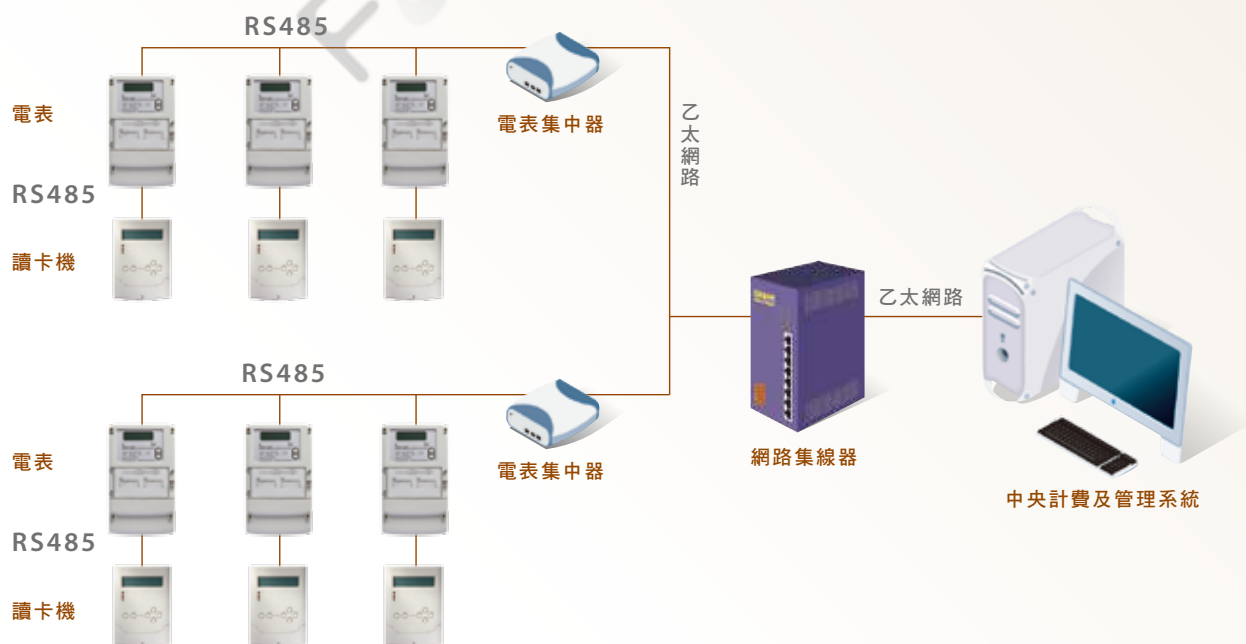 RS485
電表
電表集中器
乙太網路
RS485
讀卡機
乙太網路
RS485
電表
電表集中器
網路集線器
中央計費及管理系統
RS485
讀卡機